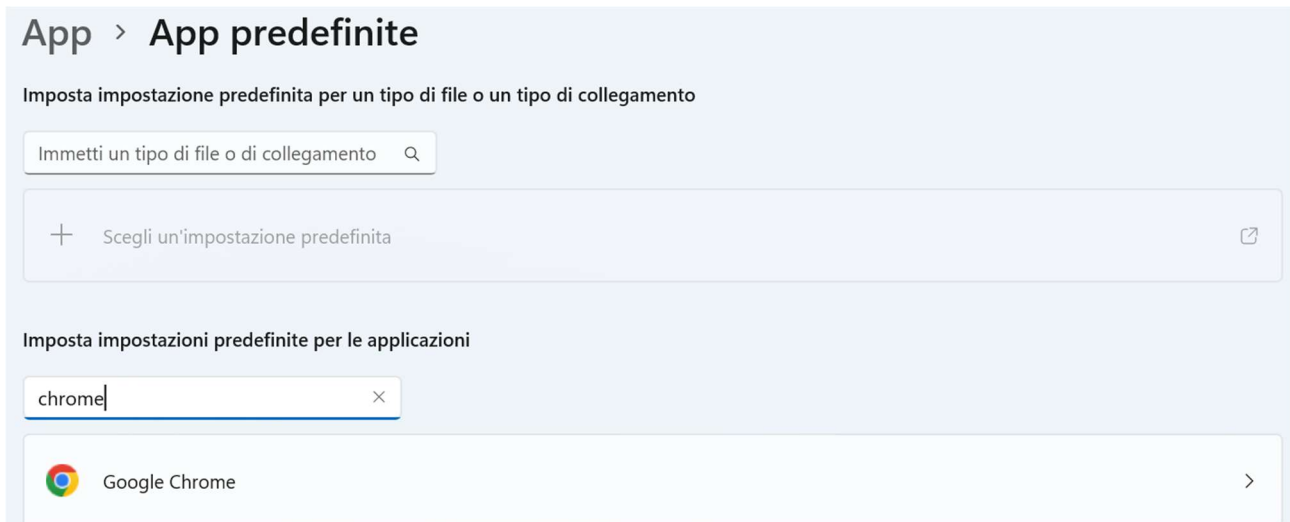 App > App predefinite
Imposta impostazione predefinita per un tipo di file o un tipo di collegamento
Immetti un tipo di file o di collegamento
Scegli un'impostazione predefinita
Imposta impostazioni predefinite per le applicazioni
chrome
Google Chrome